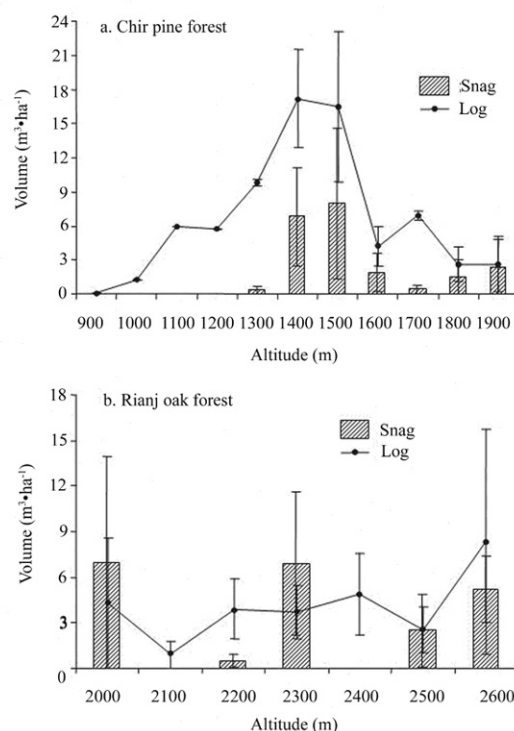 a. Chir pine forest
24
21
18
15
12
9
6
3
0
Volume (m³•ha⁻¹)
Snag
Log
900 1000 1100 1200 1300 1400 1500 1600 1700 1800 1900
Altitude (m)
b. Rianj oak forest
18
15
12
9
6
3
0
Volume (m³•ha⁻¹)
Snag
Log
2000 2100 2200 2300 2400 2500 2600
Altitude (m)